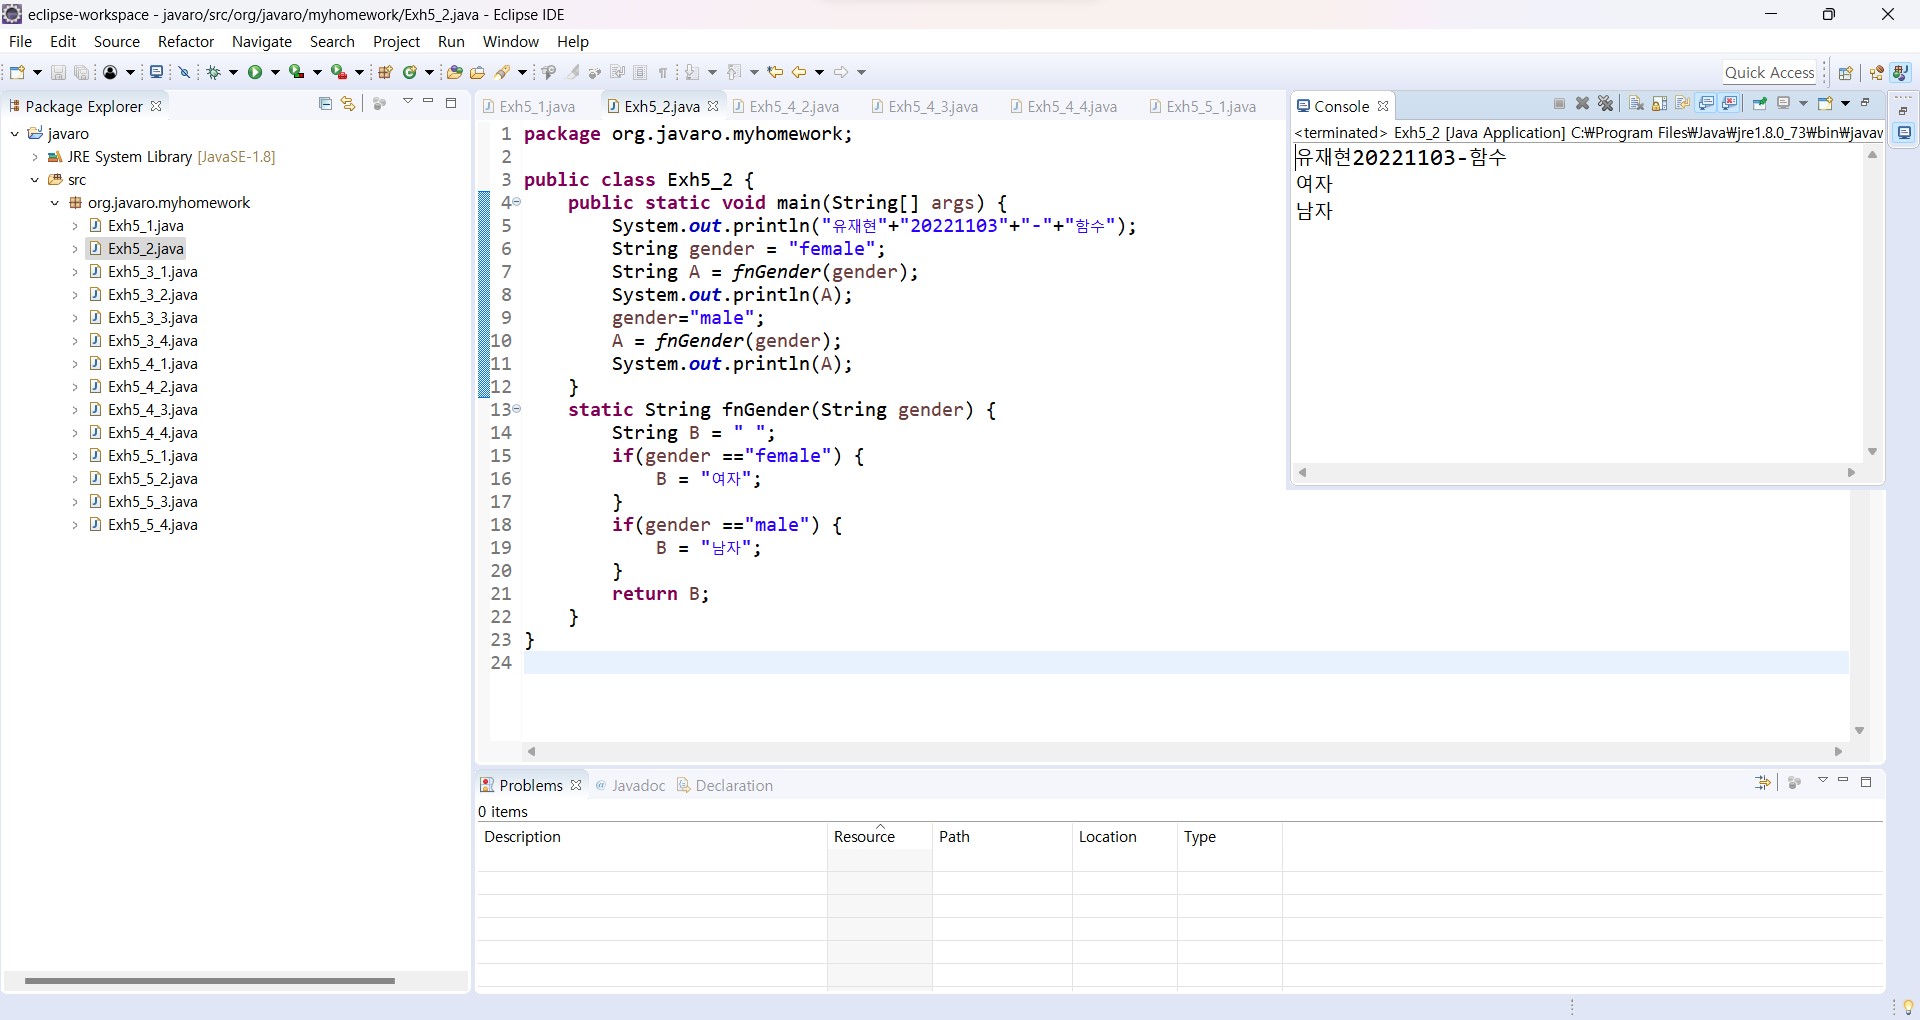 eclipse-workspace - javaro/src/org/javaro/myhomework/Exh5_2.java - Eclipse IDE
File Edit Source Refactor Navigate Search Project Run Window Help
Quick Access
Package Explorer
javaro
JRE System Library [JavaSE-1.8]
src
org.javaro.myhomework
Exh5_1.java
Exh5_2.java
Exh5_3_1.java
Exh5_3_2.java
Exh5_3_3.java
Exh5_3_4.java
Exh5_4_1.java
Exh5_4_2.java
Exh5_4_3.java
Exh5_4_4.java
Exh5_5_1.java
Exh5_5_2.java
Exh5_5_3.java
Exh5_5_4.java
Exh5_1.java Exh5_2.java Exh5_4_2.java Exh5_4_3.java Exh5_4_4.java Exh5_5_1.java
1 package org.javaro.myhomework;
2
3 public class Exh5_2 {
4 public static void main(String[] args) {
5 System.out.println("유재현"+"20221103"+"-"+"함수");
6 String gender = "female";
7 String A = fnGender(gender);
8 System.out.println(A);
9 gender="male";
10 A = fnGender(gender);
11 System.out.println(A);
12 }
13 static String fnGender(String gender) {
14 String B = " ";
15 if(gender =="female") {
16 B = "여자";
17 }
18 if(gender =="male") {
19 B = "남자";
20 }
21 return B;
22 }
23 }
24
Console
<terminated> Exh5_2 [Java Application] C:₩Program Files₩Java₩jre1.8.0_73₩bin₩javaw
유재현20221103-함수
여자
남자
Problems Javadoc Declaration
0 items
Description Resource Path Location Type